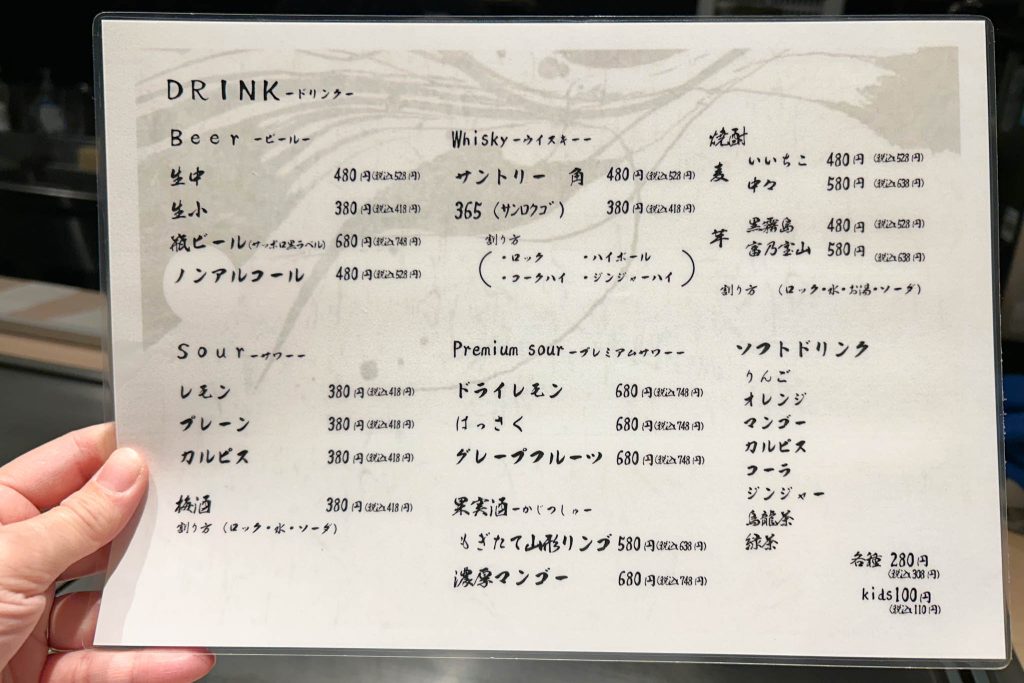 DRINK -ドリンク-
Beer -ビール-
生中 480円(税込528円)
生小 380円(税込418円)
瓶ビール(サッポロ黒ラベル) 680円(税込748円)
ノンアルコール 480円(税込528円)
Whisky -ウイスキー-
サントリー 角 480円(税込528円)
365 (サンロクゴ) 380円(税込418円)
割り方
・ロック ・ハイボール
・コークハイ ・ジンジャーハイ
焼酎
麦 いいちこ 480円 (税込528円)
中々 580円 (税込638円)
芋 黒霧島 480円 (税込528円)
富乃宝山 580円 (税込638円)
割り方 (ロック・水・お湯・ソーダ)
Sour -サワー-
レモン 380円(税込418円)
プレーン 380円(税込418円)
カルピス 380円(税込418円)
梅酒 380円(税込418円)
割り方 (ロック・水・ソーダ)
Premium sour -プレミアムサワー-
ドライレモン 680円(税込748円)
はっさく 680円(税込748円)
グレープフルーツ 680円(税込748円)
果実酒 -かじつしゅ-
もぎたて山形リンゴ 580円(税込638円)
濃厚マンゴー 680円(税込748円)
ソフトドリンク
りんご
オレンジ
マンゴー
カルピス
コーラ
ジンジャー
烏龍茶
緑茶
各種 280円
(税込308円)
kids100円
(税込110円)